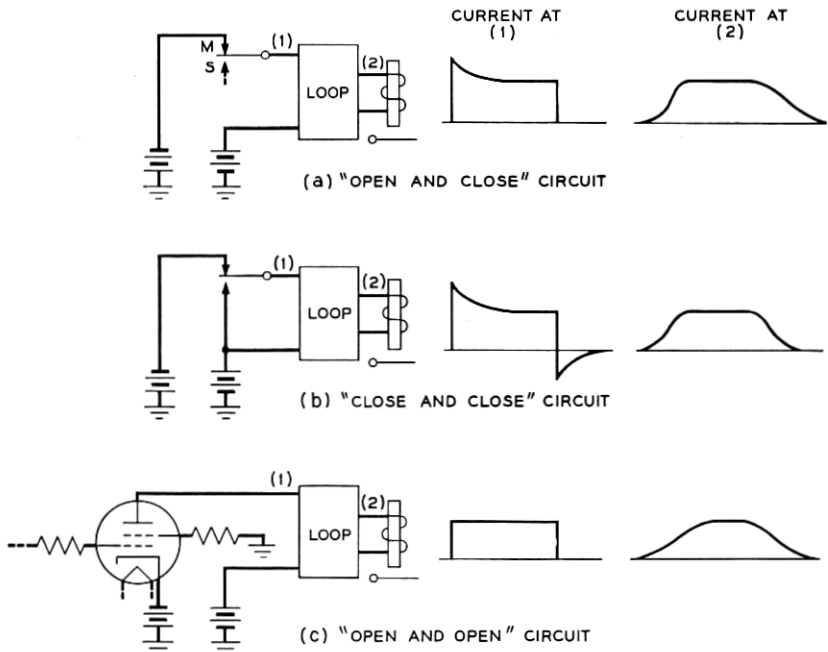 CURRENT AT
(1)
CURRENT AT
(2)
M
S
(1)
LOOP
(2)
(a) "OPEN AND CLOSE" CIRCUIT
(1)
LOOP
(2)
(b) "CLOSE AND CLOSE" CIRCUIT
(1)
LOOP
(2)
(c) "OPEN AND OPEN" CIRCUIT